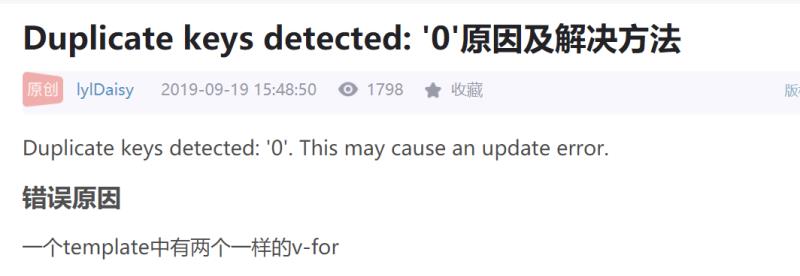 Duplicate keys detected: '0'原因及解决方法
原创 lylDaisy 2019-09-19 15:48:50 1798 收藏
Duplicate keys detected: '0'. This may cause an update error.
错误原因
一个template中有两个一样的v-for